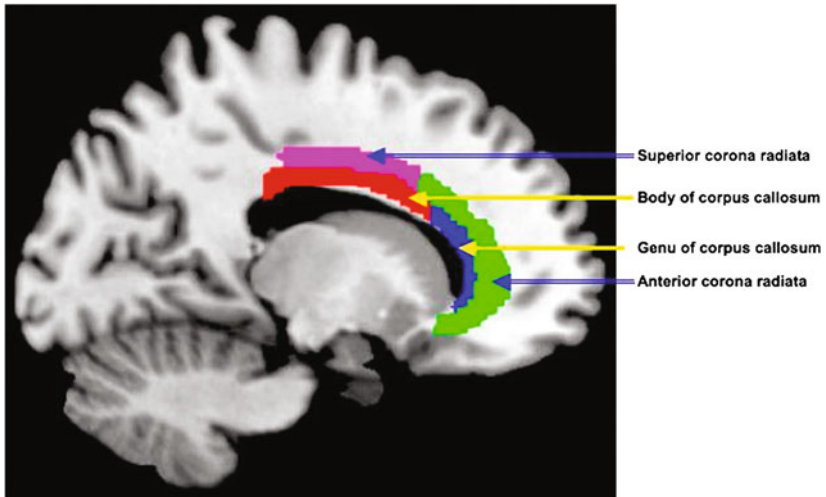 Superior corona radiata
Body of corpus callosum
Genu of corpus callosum
Anterior corona radiata